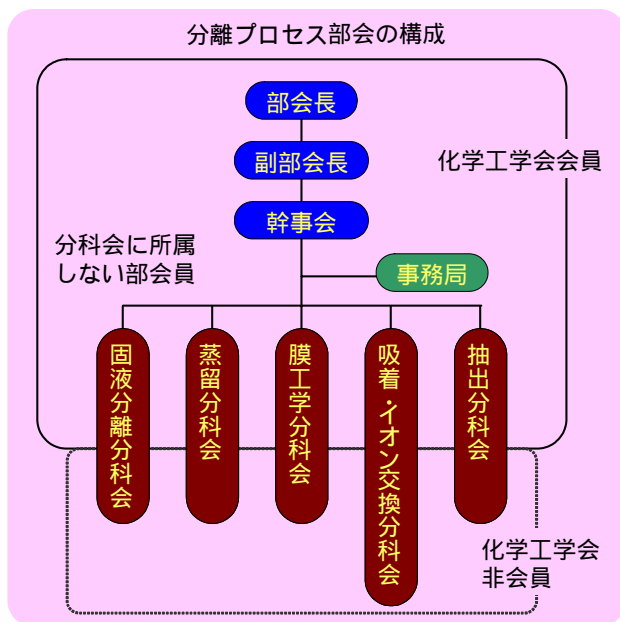 分離プロセス部会の構成
部会長
副部会長
化学工学会会員
幹事会
分科会に所属
しない部会員
事務局
固液分離分科会
蒸留分科会
膜工学分科会
吸着・イオン交換分科会
抽出分科会
化学工学会
非会員